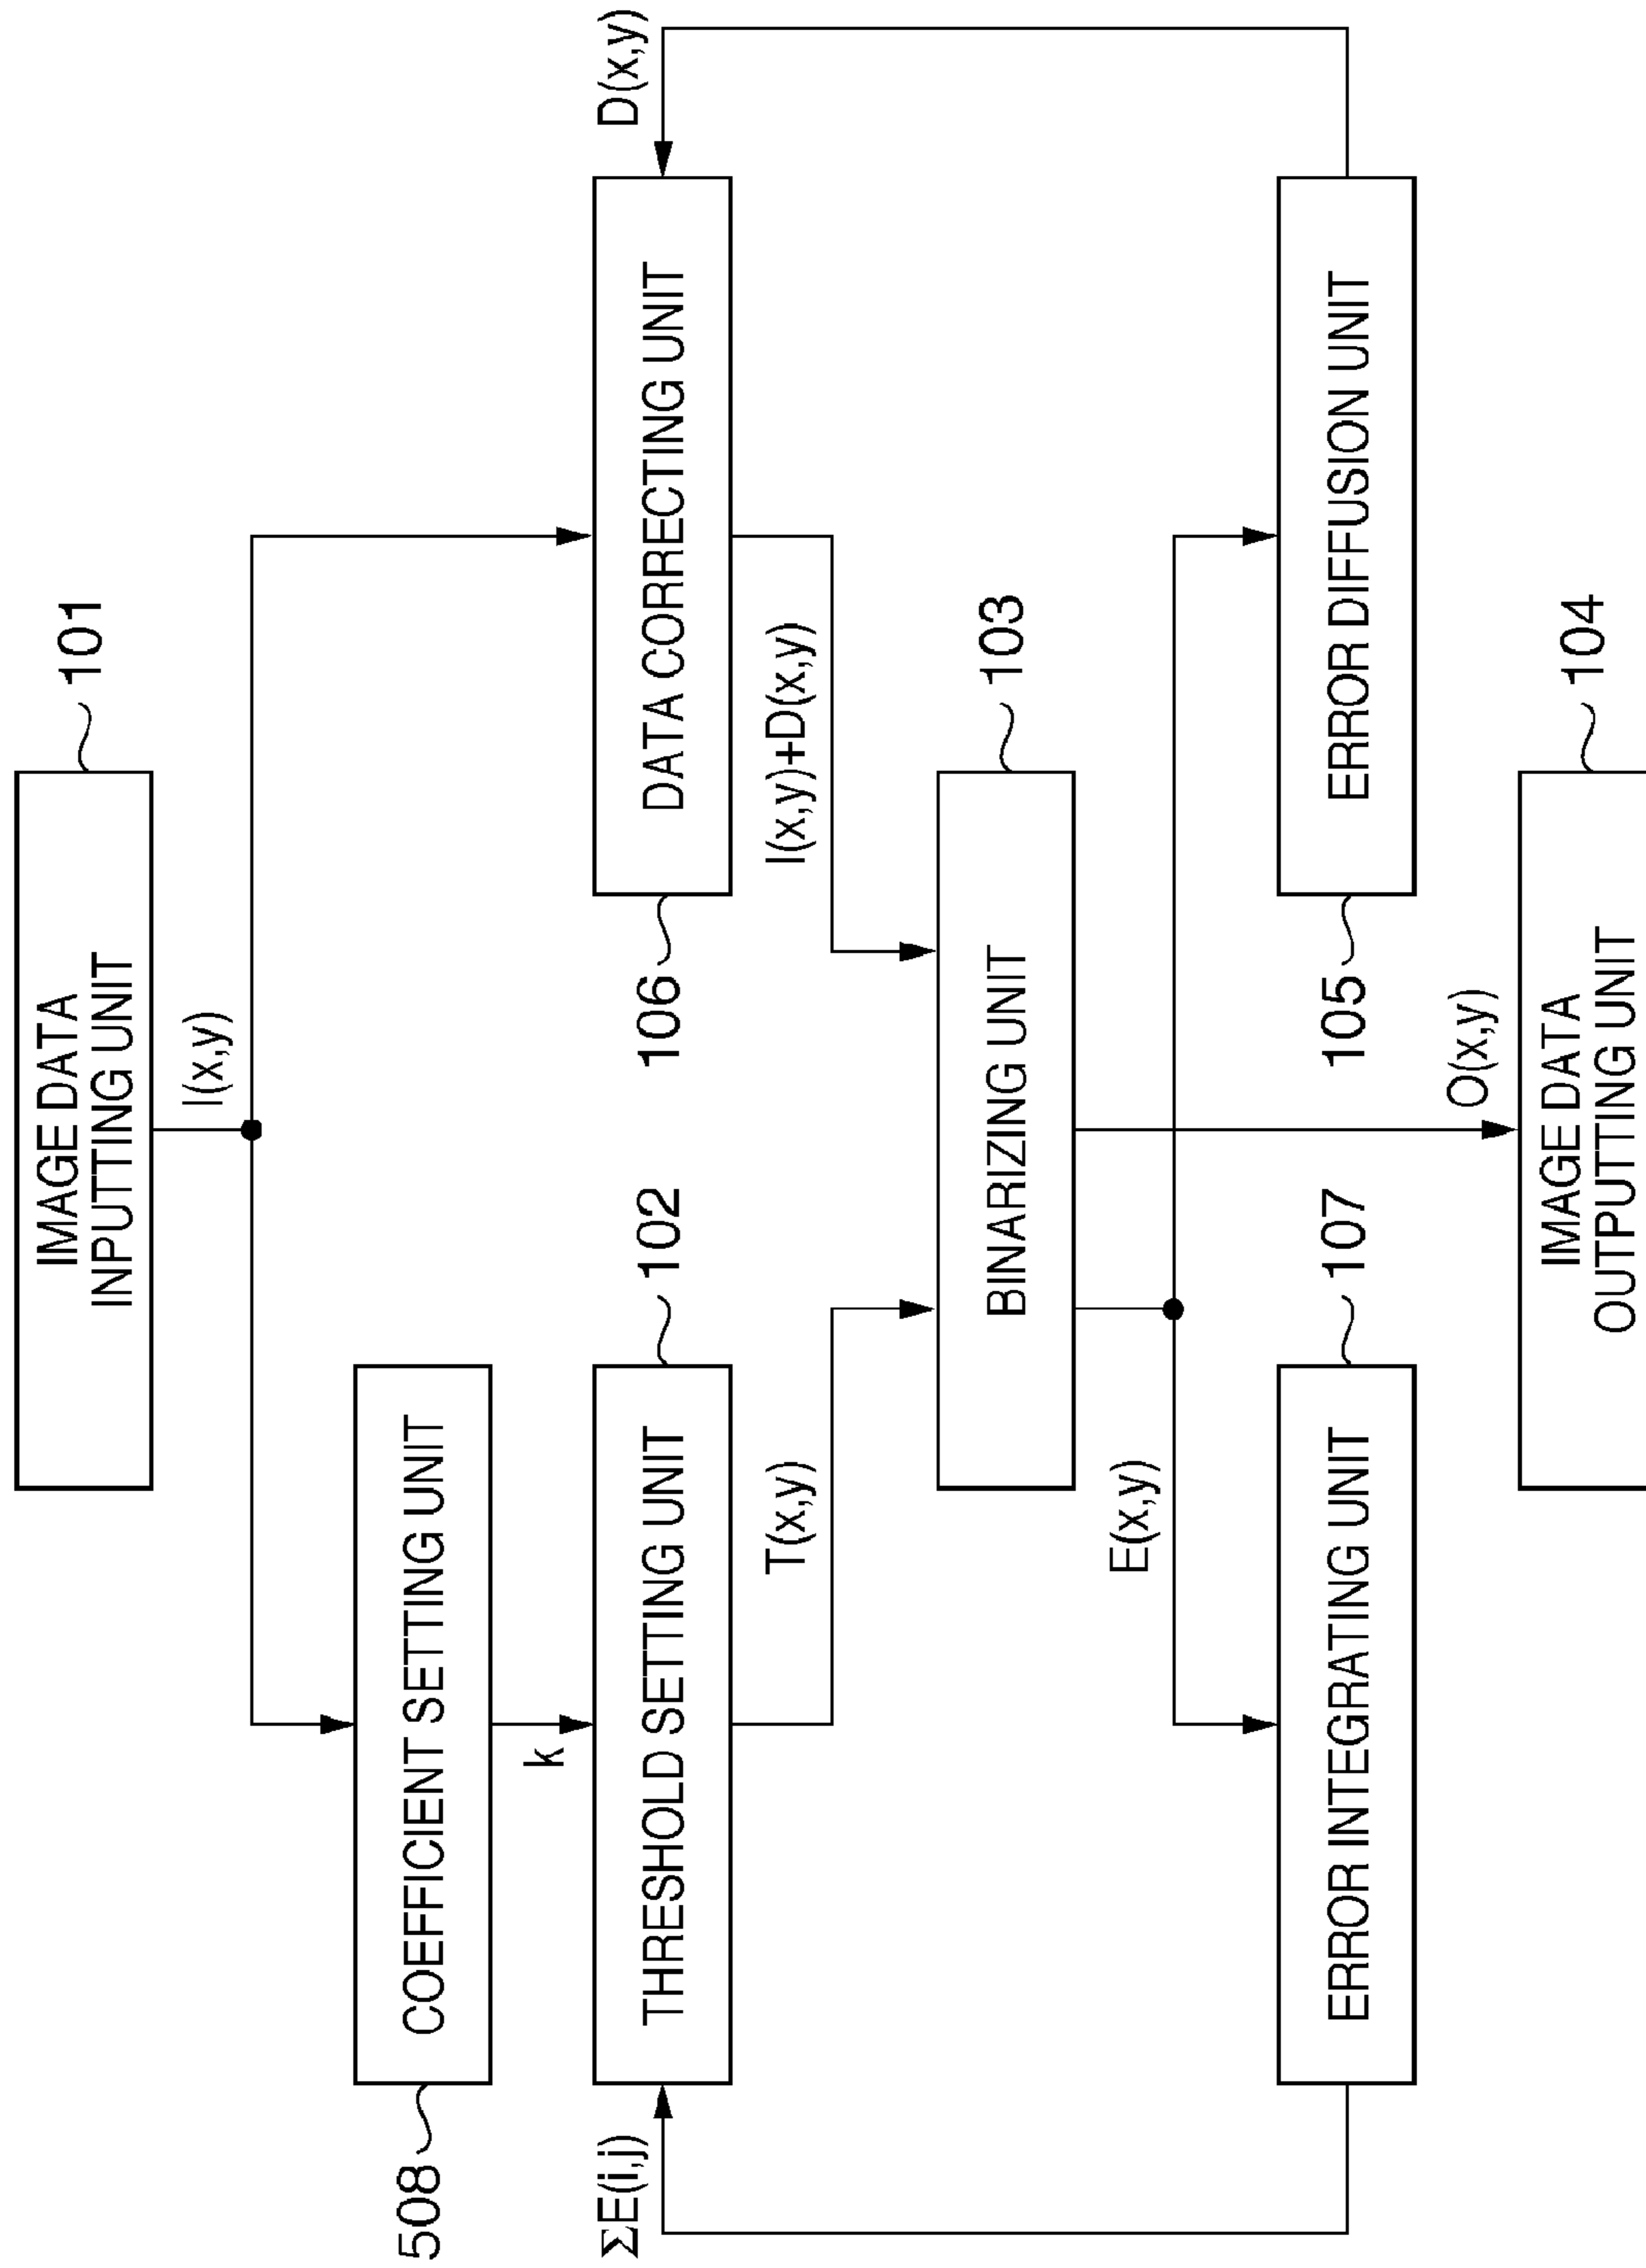 IMAGE DATA
INPUTTING UNIT
101
I(x,y)
508
COEFFICIENT SETTING UNIT
k
ΣE(i,j)
THRESHOLD SETTING UNIT
102
106
DATA CORRECTING UNIT
D(x,y)
T(x,y)
I(x,y)+D(x,y)
BINARIZING UNIT
103
E(x,y)
ERROR INTEGRATING UNIT
107
105
ERROR DIFFUSION UNIT
O(x,y)
IMAGE DATA
OUTPUTTING UNIT
104